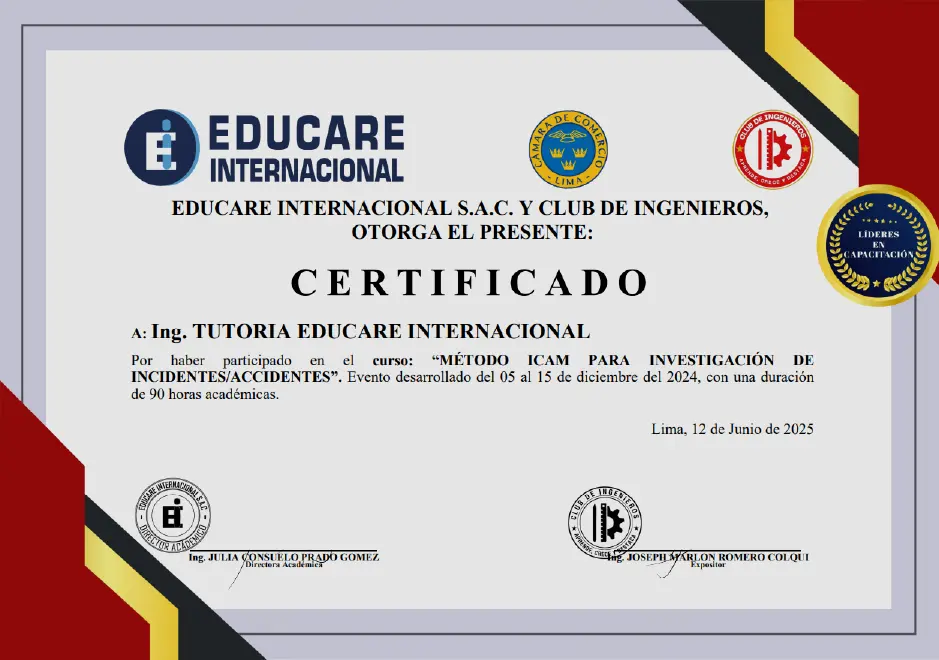 EDUCARE
INTERNACIONAL
CÁMARA DE COMERCIO
- LIMA -
CLUB DE INGENIEROS
APRENDE, CRECE Y DESTACA
EDUCARE INTERNACIONAL S.A.C. Y CLUB DE INGENIEROS,
OTORGA EL PRESENTE:
LÍDERES
EN
CAPACITACIÓN
CERTIFICADO
A: Ing. TUTORIA EDUCARE INTERNACIONAL
Por haber participado en el curso: “MÉTODO ICAM PARA INVESTIGACIÓN DE
INCIDENTES/ACCIDENTES”. Evento desarrollado del 05 al 15 de diciembre del 2024, con una duración
de 90 horas académicas.
Lima, 12 de Junio de 2025
EDUCARE INTERNACIONAL S.A.C.
DIRECTOR ACADÉMICO
CLUB DE INGENIEROS
APRENDE, CRECE Y DESTACA
Ing. JULIA CONSUELO PRADO GOMEZ
Directora Académica
Ing. JOSEPH MARLON ROMERO COLQUI
Expositor